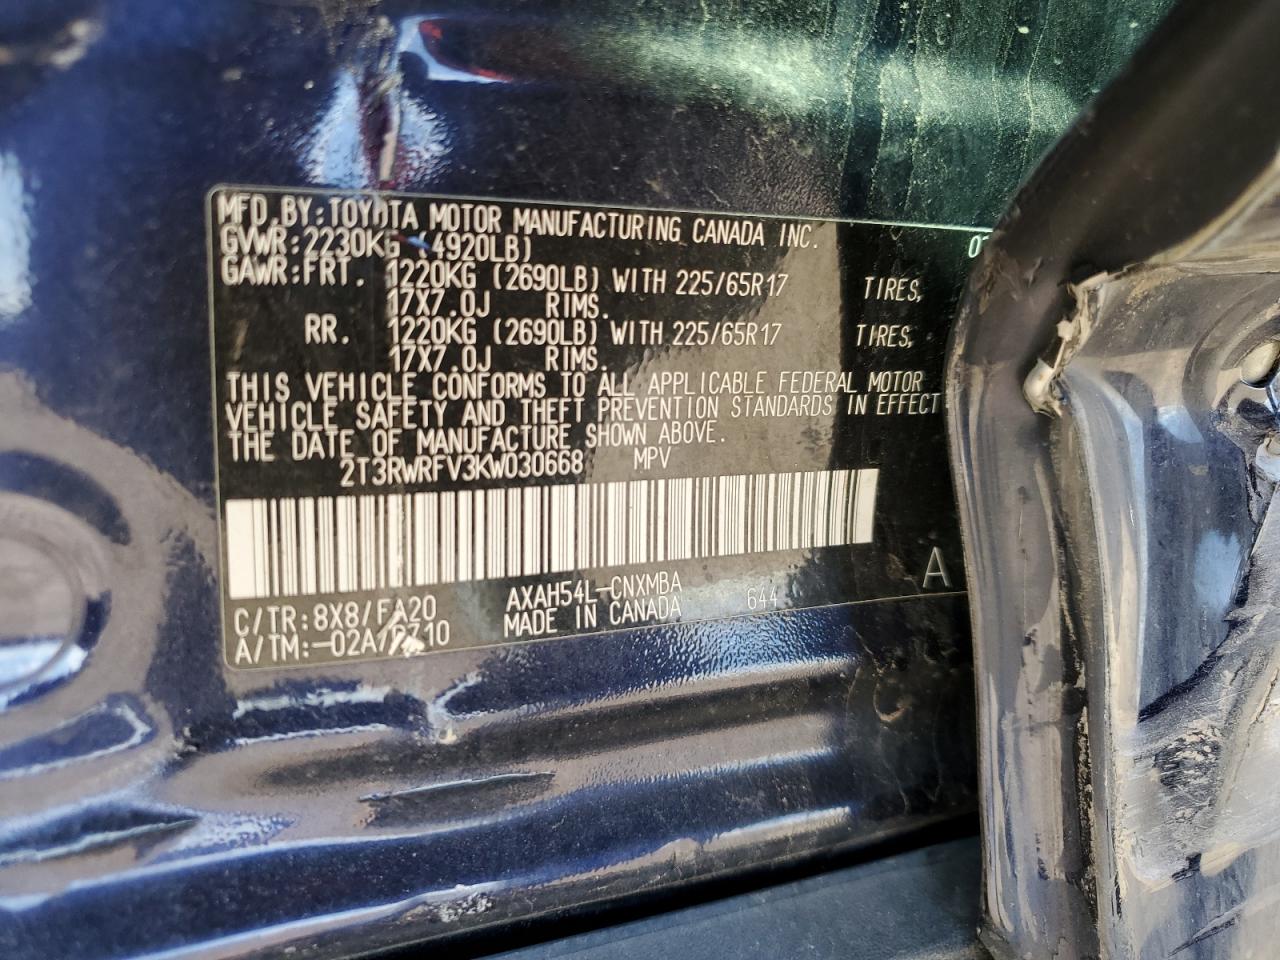 MFD.BY:TOYOTA MOTOR MANUFACTURING CANADA INC.
GVWR:2230KG (4920LB)
GAWR:FRT. 1220KG (2690LB) WITH 225/65R17 TIRES,
17X7.0J RIMS.
RR. 1220KG (2690LB) WITH 225/65R17 TIRES,
17X7.0J RIMS.
THIS VEHICLE CONFORMS TO ALL APPLICABLE FEDERAL MOTOR
VEHICLE SAFETY AND THEFT PREVENTION STANDARDS IN EFFECT
THE DATE OF MANUFACTURE SHOWN ABOVE.
2T3RWRFV3KW030668 MPV
AXAH54L-CNXMBA 644 A
C/TR:8X8/FA20 MADE IN CANADA
A/TM:-02A/